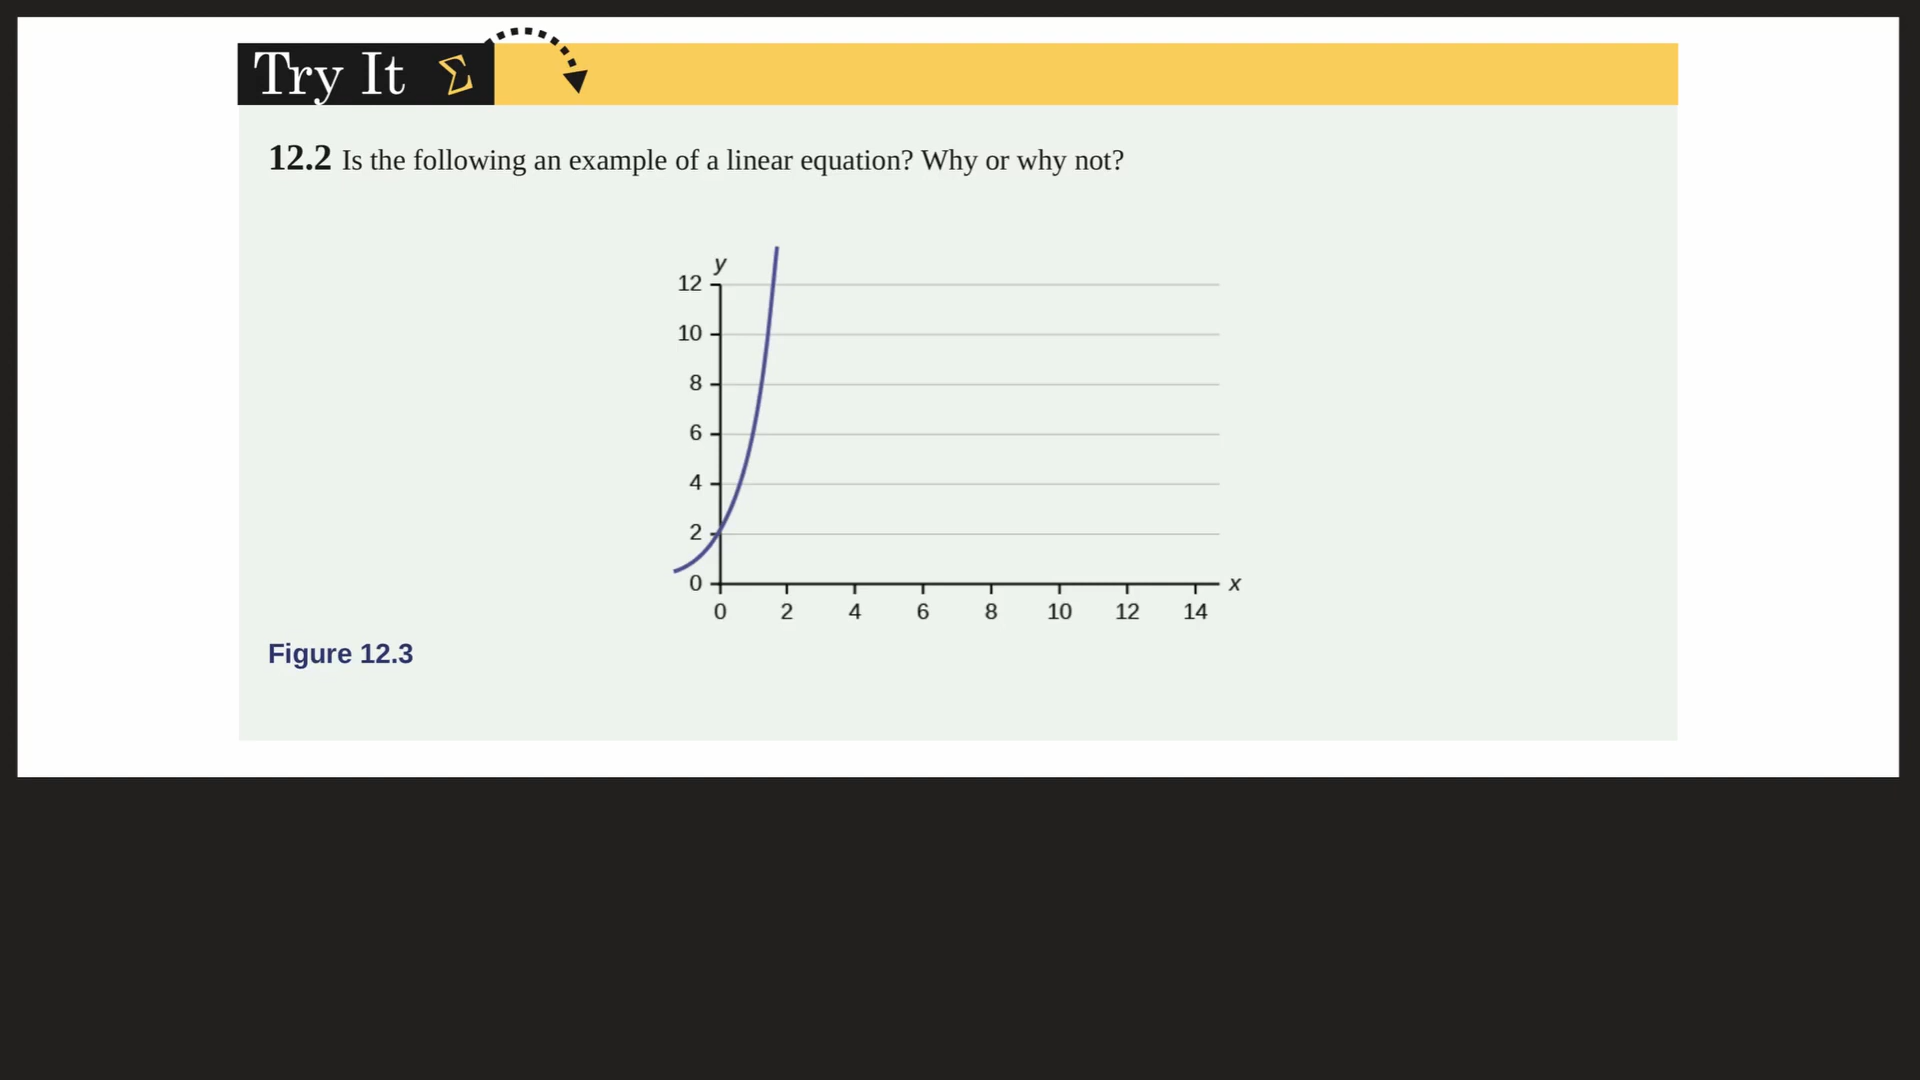 Try It Σ
12.2 Is the following an example of a linear equation? Why or why not?
y
12
10
8
6
4
2
0
x
0 2 4 6 8 10 12 14
Figure 12.3